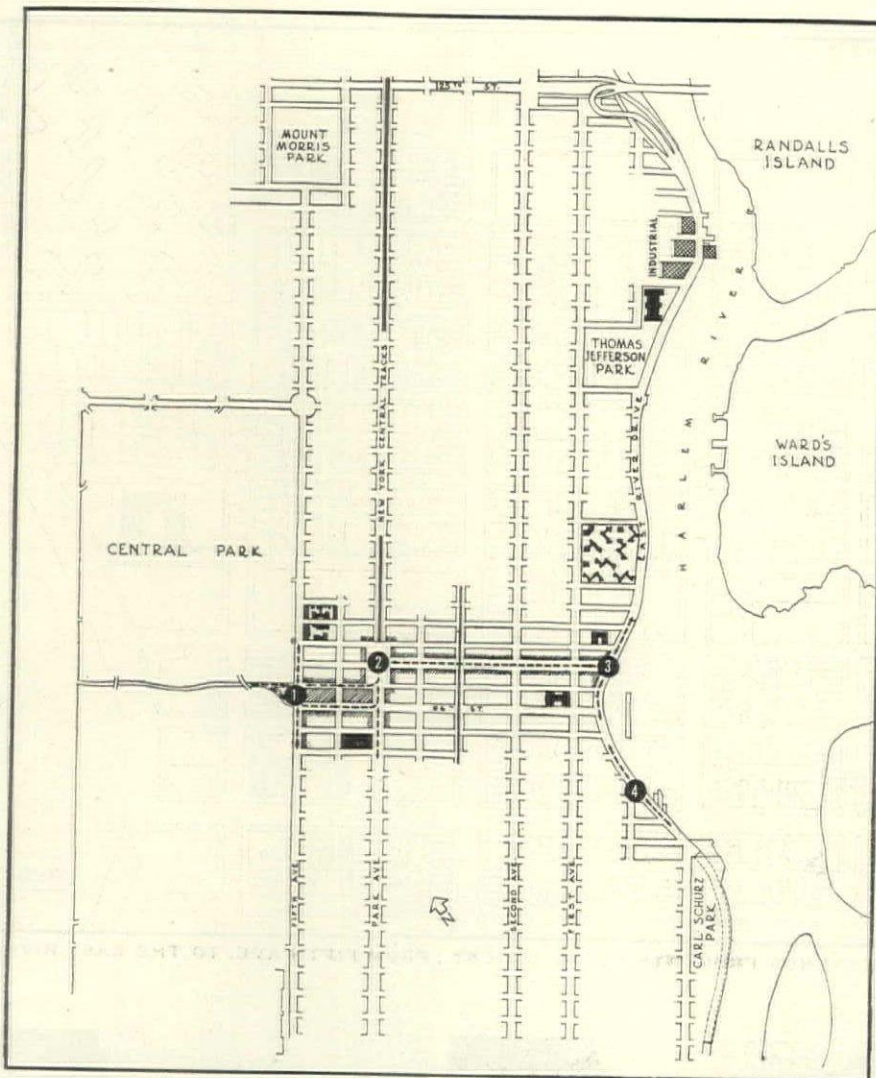 125TH ST.
MOUNT
MORRIS
PARK
RANDALLS
ISLAND
INDUSTRIAL
THOMAS
JEFFERSON
PARK
NEW YORK CENTRAL TRACKS
EAST RIVER DRIVE
HARLEM RIVER
WARD'S
ISLAND
CENTRAL PARK
2
3
1
ST.
4
FIFTH AVE.
PARK AVE.
SECOND AVE.
FIRST AVE.
N
CARL SCHURZ
PARK